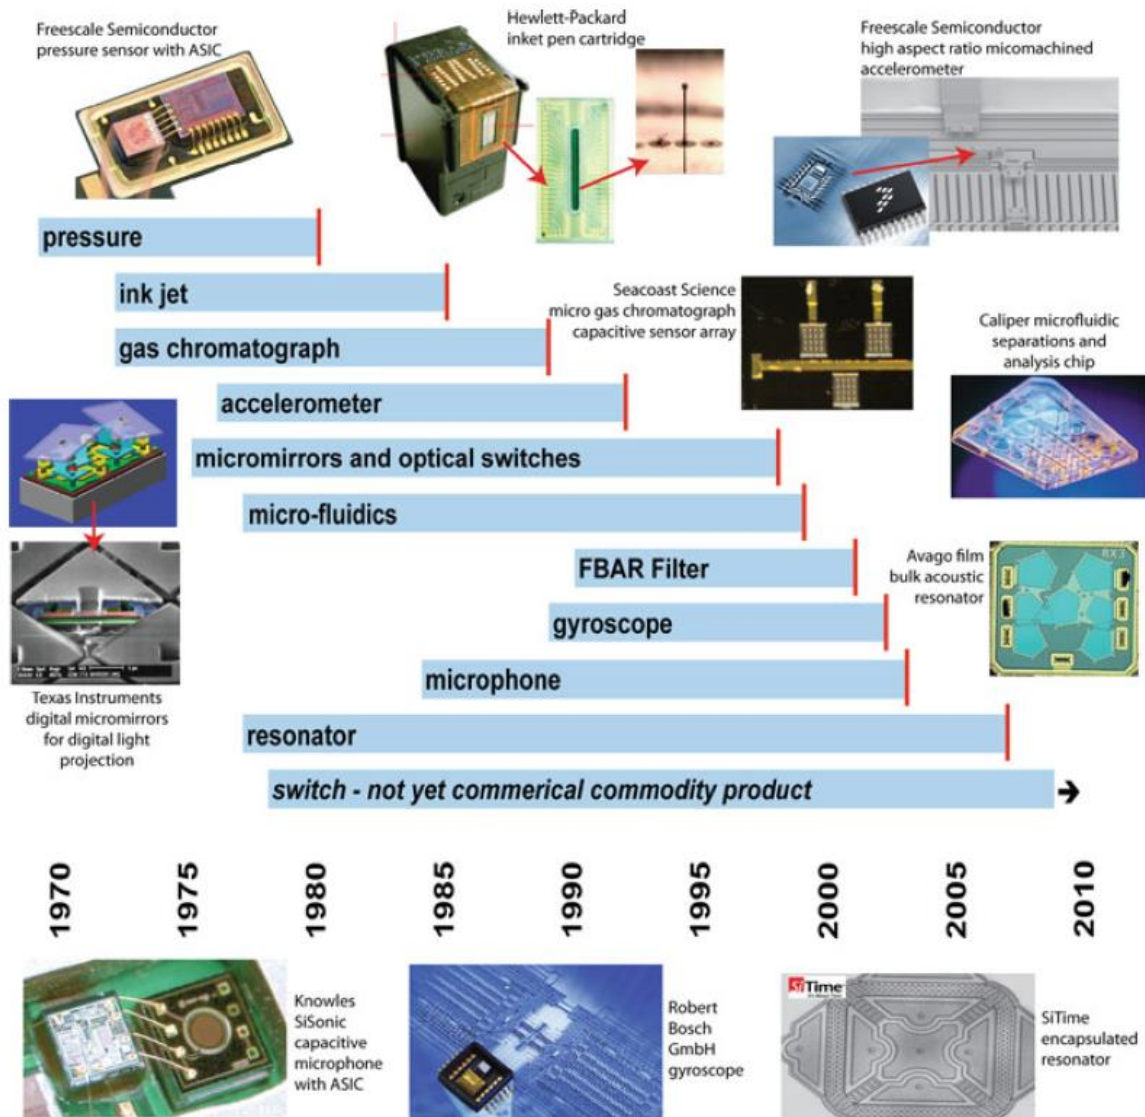 Freescale Semiconductor
pressure sensor with ASIC
Hewlett-Packard
inket pen cartridge
Freescale Semiconductor
high aspect ratio micomachined
accelerometer
pressure
ink jet
Seacoast Science
micro gas chromatograph
capacitive sensor array
gas chromatograph
Caliper microfluidic
separations and
analysis chip
accelerometer
micromirrors and optical switches
micro-fluidics
FBAR Filter
Avago film
bulk acoustic
resonator
gyroscope
microphone
Texas Instruments
digital micromirrors
for digital light
projection
resonator
switch - not yet commerical commodity product
1970
1975
1980
1985
1990
1995
2000
2005
2010
Knowles
SiSonic
capacitive
microphone
with ASIC
Robert
Bosch
GmbH
gyroscope
SiTime
SiTime
encapsulated
resonator